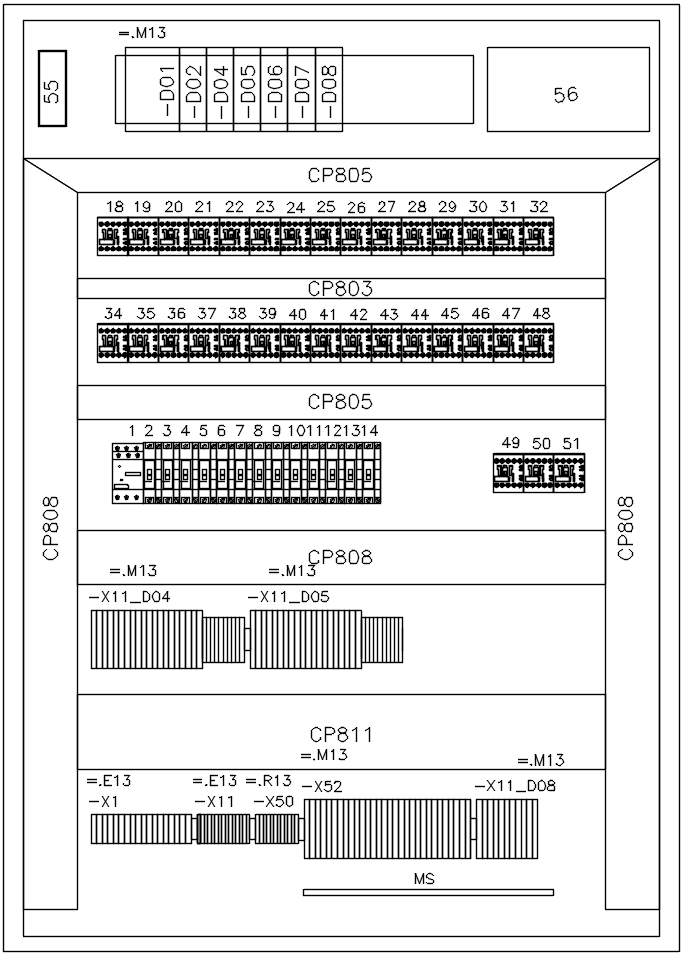 =.M13
55
-D01 -D02 -D04 -D05 -D06 -D07 -D08
56
CP805
18 19 20 21 22 23 24 25 26 27 28 29 30 31 32
CP803
34 35 36 37 38 39 40 41 42 43 44 45 46 47 48
CP805
1 2 3 4 5 6 7 8 9 10 11 12 13 14
49 50 51
CP808
CP808
CP808
=.M13 =.M13
-X11_D04 -X11_D05
CP811
=.M13 =.M13
=.E13 =.E13 =.R13
-X52 -X11_D08
-X1 -X11 -X50
MS